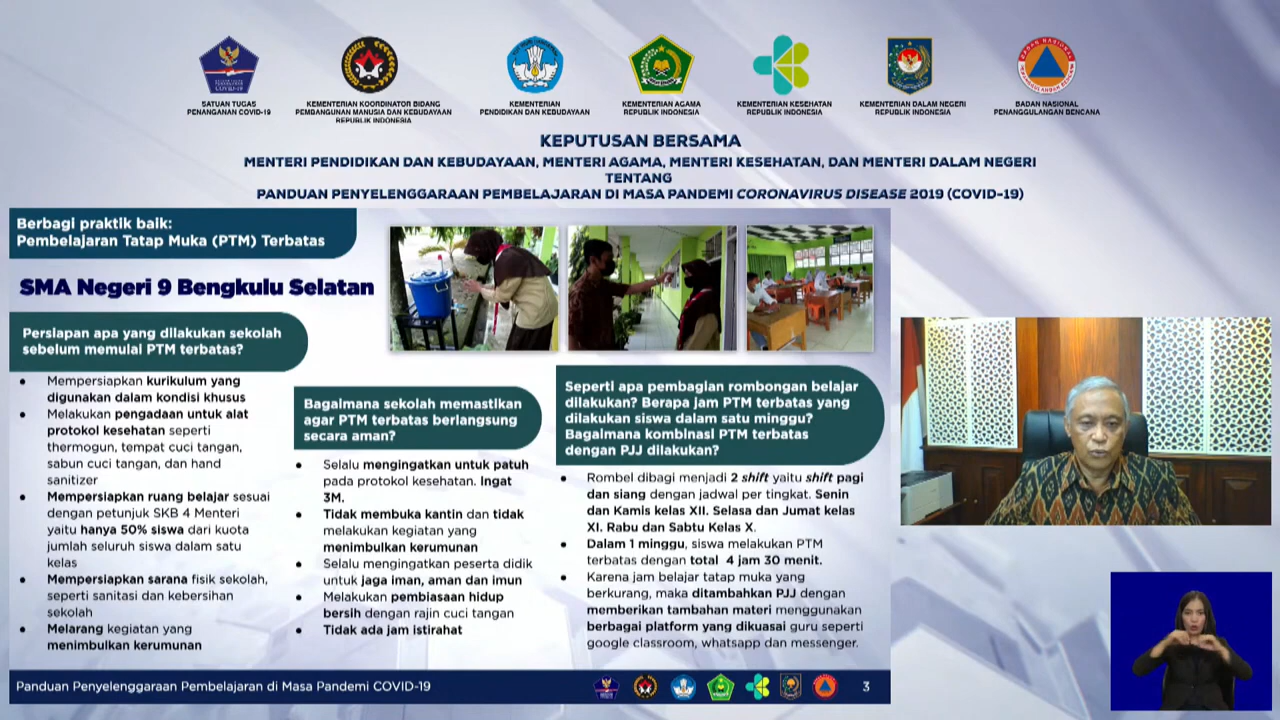 SATUAN TUGAS
PENANGANAN COVID-19
KEMENTERIAN KOORDINATOR BIDANG
PEMBANGUNAN MANUSIA DAN KEBUDAYAAN
REPUBLIK INDONESIA
KEMENTERIAN
PENDIDIKAN DAN KEBUDAYAAN
KEMENTERIAN AGAMA
REPUBLIK INDONESIA
KEMENTERIAN KESEHATAN
REPUBLIK INDONESIA
KEMENTERIAN DALAM NEGERI
REPUBLIK INDONESIA
BADAN NASIONAL
PENANGGULANGAN BENCANA
KEPUTUSAN BERSAMA
MENTERI PENDIDIKAN DAN KEBUDAYAAN, MENTERI AGAMA, MENTERI KESEHATAN, DAN MENTERI DALAM NEGERI
TENTANG
PANDUAN PENYELENGGARAAN PEMBELAJARAN DI MASA PANDEMI CORONAVIRUS DISEASE 2019 (COVID-19)
Berbagi praktik baik:
Pembelajaran Tatap Muka (PTM) Terbatas
SMA Negeri 9 Bengkulu Selatan
Persiapan apa yang dilakukan sekolah
sebelum memulai PTM terbatas?
• Mempersiapkan kurikulum yang
digunakan dalam kondisi khusus
• Melakukan pengadaan untuk alat
protokol kesehatan seperti
thermogun, tempat cuci tangan,
sabun cuci tangan, dan hand
sanitizer
• Mempersiapkan ruang belajar sesuai
dengan petunjuk SKB 4 Menteri
yaitu hanya 50% siswa dari kuota
jumlah seluruh siswa dalam satu
kelas
• Mempersiapkan sarana fisik sekolah,
seperti sanitasi dan kebersihan
sekolah
• Melarang kegiatan yang
menimbulkan kerumunan
Bagaimana sekolah memastikan
agar PTM terbatas berlangsung
secara aman?
• Selalu mengingatkan untuk patuh
pada protokol kesehatan. Ingat
3M.
• Tidak membuka kantin dan tidak
melakukan kegiatan yang
menimbulkan kerumunan
• Selalu mengingatkan peserta didik
untuk jaga iman, aman dan imun
• Melakukan pembiasaan hidup
bersih dengan rajin cuci tangan
• Tidak ada jam istirahat
Seperti apa pembagian rombongan belajar
dilakukan? Berapa jam PTM terbatas yang
dilakukan siswa dalam satu minggu?
Bagaimana kombinasi PTM terbatas
dengan PJJ dilakukan?
• Rombel dibagi menjadi 2 shift yaitu shift pagi
dan siang dengan jadwal per tingkat. Senin
dan Kamis kelas XII. Selasa dan Jumat kelas
XI. Rabu dan Sabtu Kelas X.
• Dalam 1 minggu, siswa melakukan PTM
terbatas dengan total 4 jam 30 menit.
• Karena jam belajar tatap muka yang
berkurang, maka ditambahkan PJJ dengan
memberikan tambahan materi menggunakan
berbagai platform yang dikuasai guru seperti
google classroom, whatsapp dan messenger.
Panduan Penyelenggaraan Pembelajaran di Masa Pandemi COVID-19
3